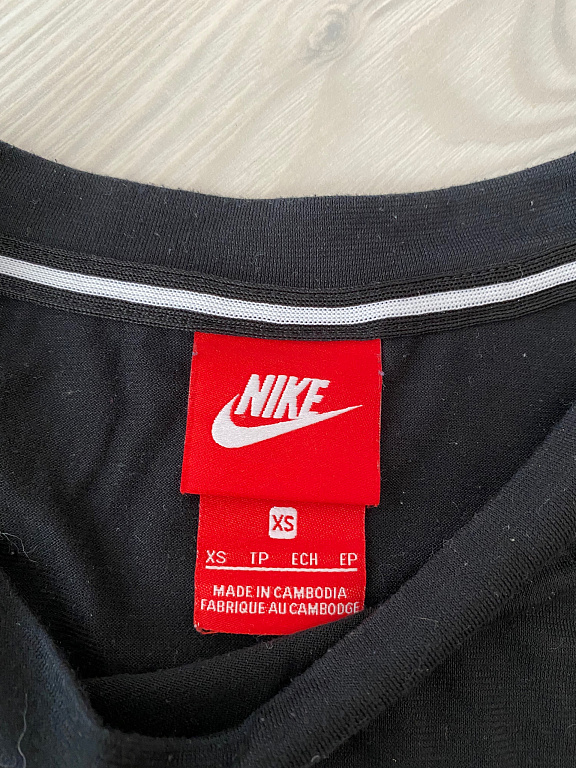 NIKE
XS
XS TP ECH EP
MADE IN CAMBODIA
FABRIQUE AU CAMBODGE